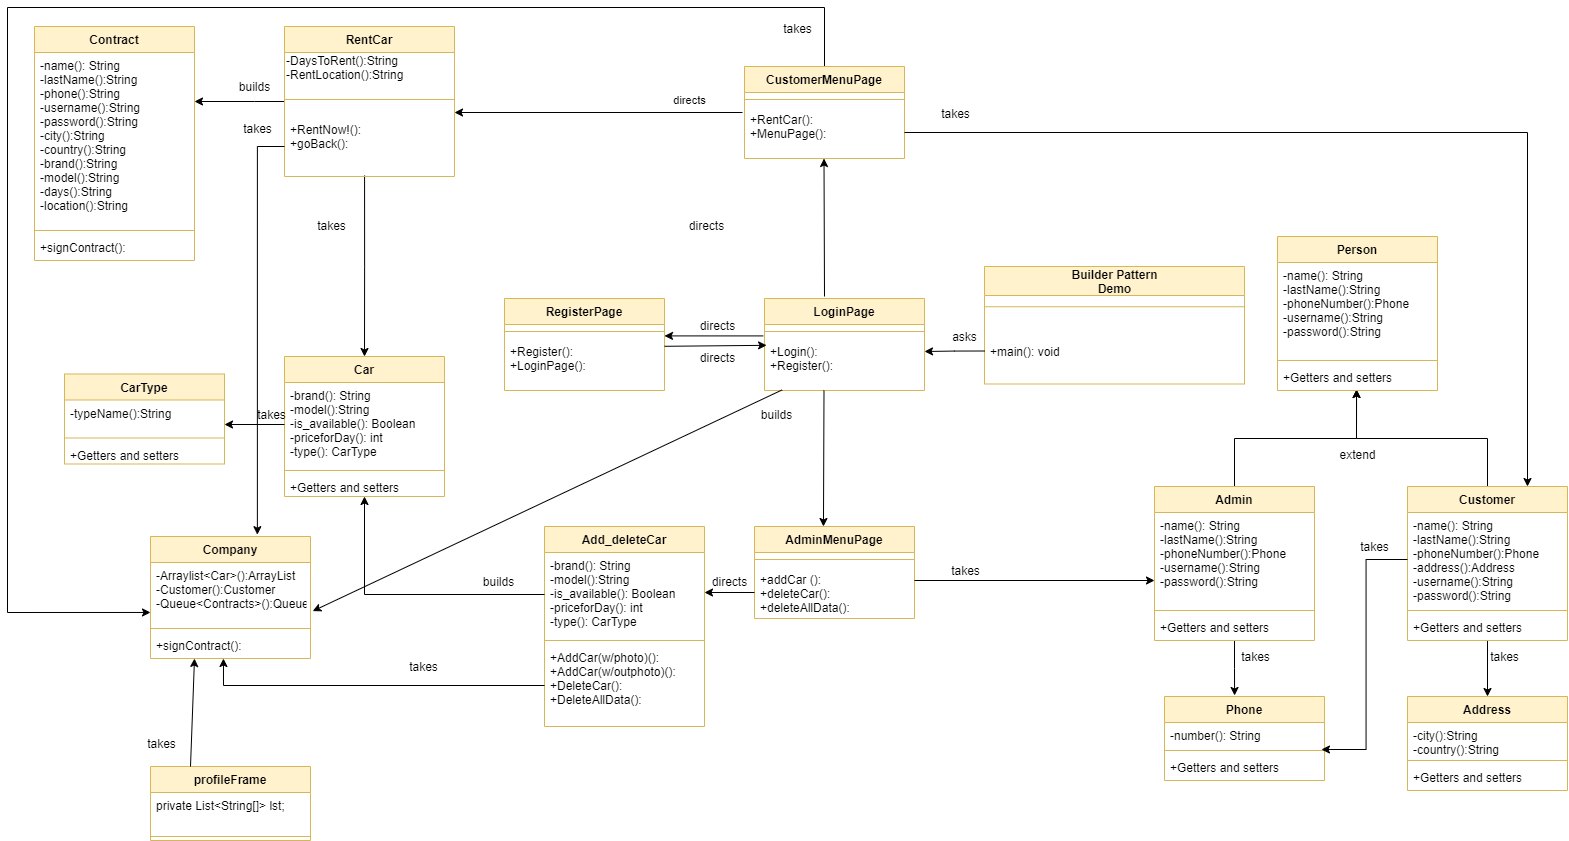 takes
Contract
-name(): String
-lastName():String
-phone():String
-username():String
-password():String
-city():String
-country():String
-brand():String
-model():String
-days():String
-location():String
+signContract():
builds
takes
RentCar
-DaysToRent():String
-RentLocation():String
+RentNow!():
+goBack():
directs
CustomerMenuPage
+RentCar():
+MenuPage():
takes
takes
directs
Person
-name(): String
-lastName():String
-phoneNumber():Phone
-username():String
-password():String
+Getters and setters
Builder Pattern
Demo
+main(): void
asks
RegisterPage
+Register():
+LoginPage():
directs
directs
LoginPage
+Login():
+Register():
builds
CarType
-typeName():String
+Getters and setters
takes
Car
-brand(): String
-model():String
-is_available(): Boolean
-priceforDay(): int
-type(): CarType
+Getters and setters
extend
Company
-Arraylist<Car>():ArrayList
-Customer():Customer
-Queue<Contracts>():Queue
+signContract():
builds
takes
Add_deleteCar
-brand(): String
-model():String
-is_available(): Boolean
-priceforDay(): int
-type(): CarType
+AddCar(w/photo)():
+AddCar(w/outphoto)():
+DeleteCar():
+DeleteAllData():
directs
AdminMenuPage
+addCar ():
+deleteCar():
+deleteAllData():
takes
Admin
-name(): String
-lastName():String
-phoneNumber():Phone
-username():String
-password():String
+Getters and setters
takes
takes
Customer
-name(): String
-lastName():String
-phoneNumber():Phone
-address():Address
-username():String
-password():String
+Getters and setters
takes
Phone
-number(): String
+Getters and setters
Address
-city():String
-country():String
+Getters and setters
takes
profileFrame
private List<String[]> lst;